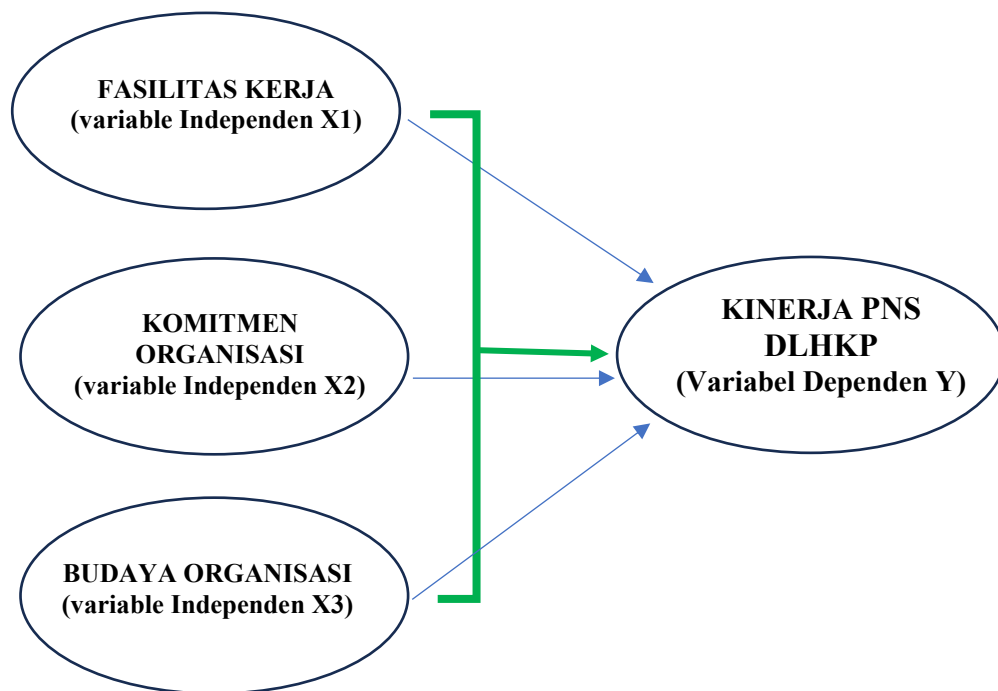 FASILITAS KERJA
(variable Independen X1)
KOMITMEN
ORGANISASI
(variable Independen X2)
BUDAYA ORGANISASI
(variable Independen X3)
KINERJA PNS
DLHKP
(Variabel Dependen Y)